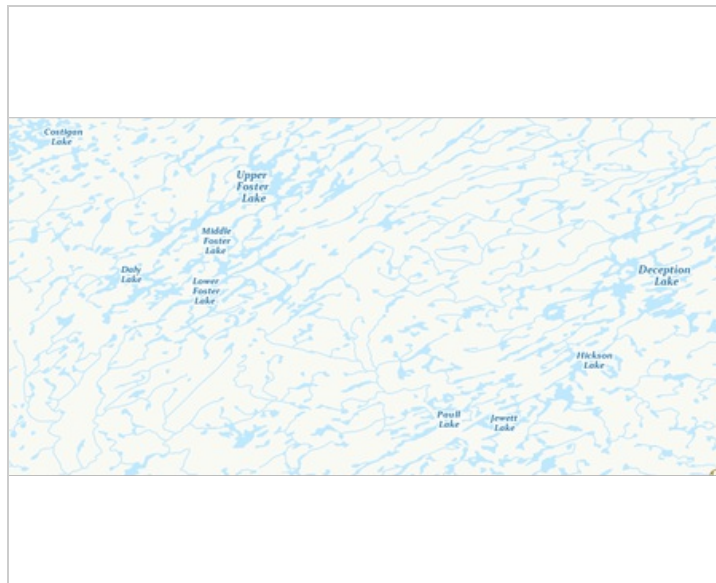 Costigan
Lake
Upper
Foster
Lake
Middle
Foster
Lake
Daly
Lake
Lower
Foster
Lake
Deception
Lake
Hickson
Lake
Paull
Lake
Jewett
Lake